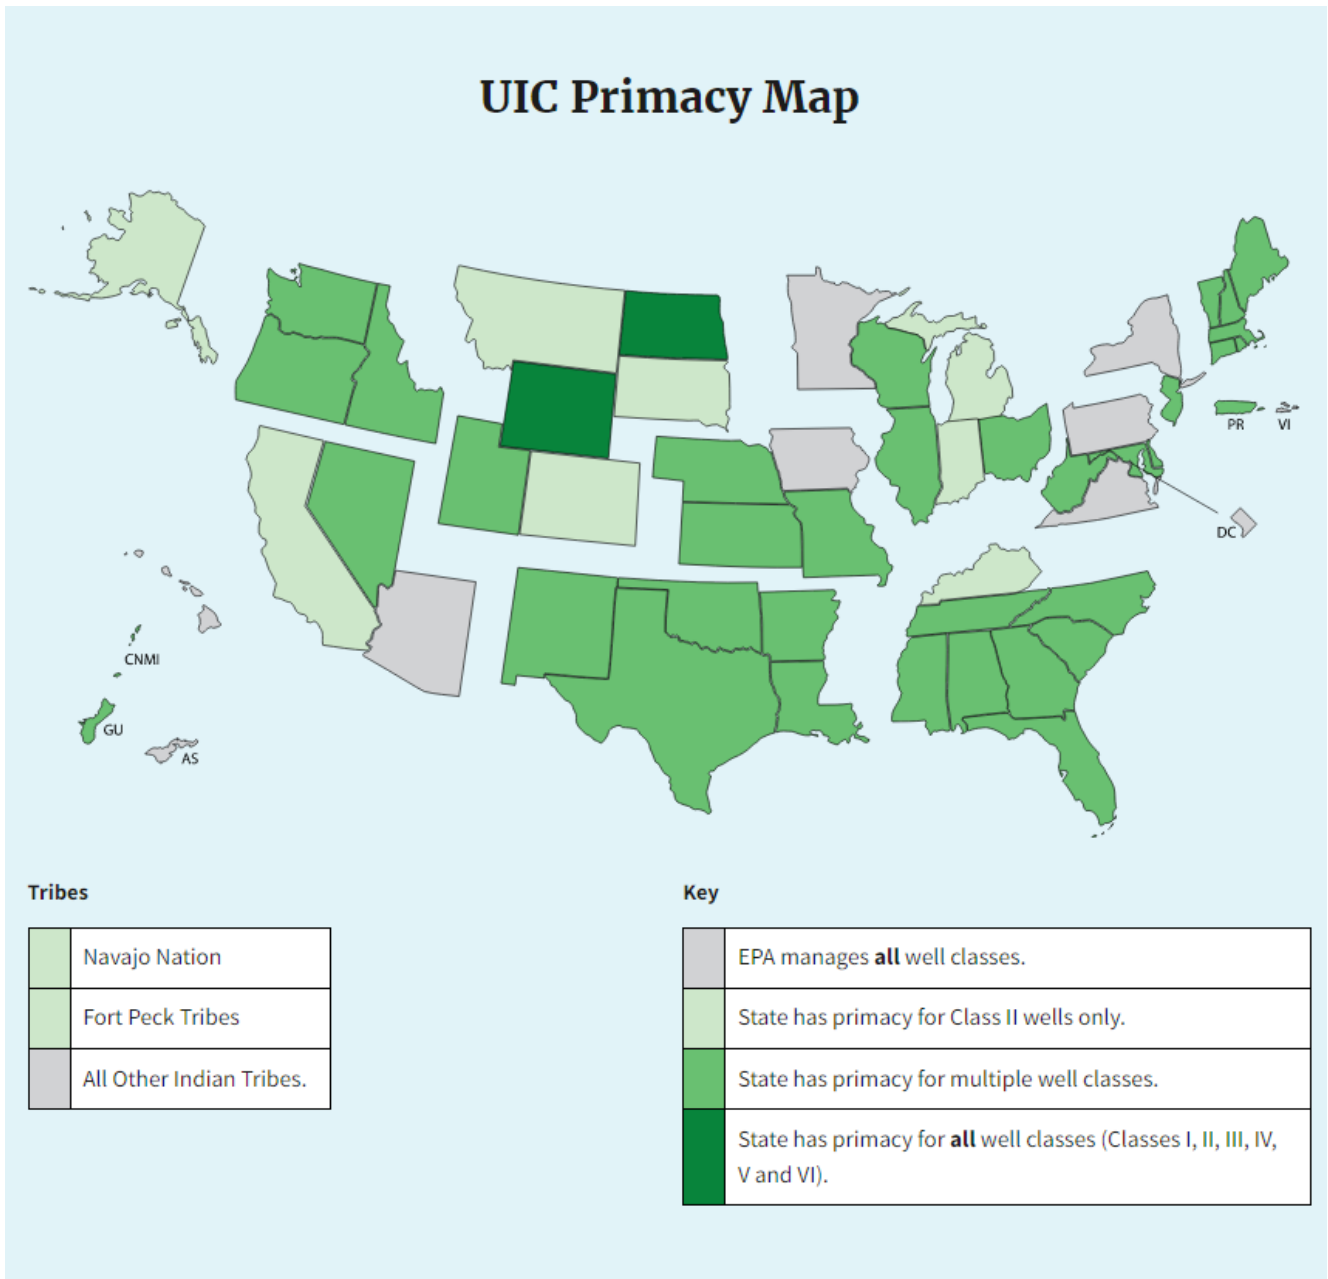 UIC Primacy Map
PR
VI
DC
CNMI
GU
AS
Tribes
Navajo Nation
Fort Peck Tribes
All Other Indian Tribes.
Key
EPA manages all well classes.
State has primacy for Class II wells only.
State has primacy for multiple well classes.
State has primacy for all well classes (Classes I, II, III, IV,
V and VI).